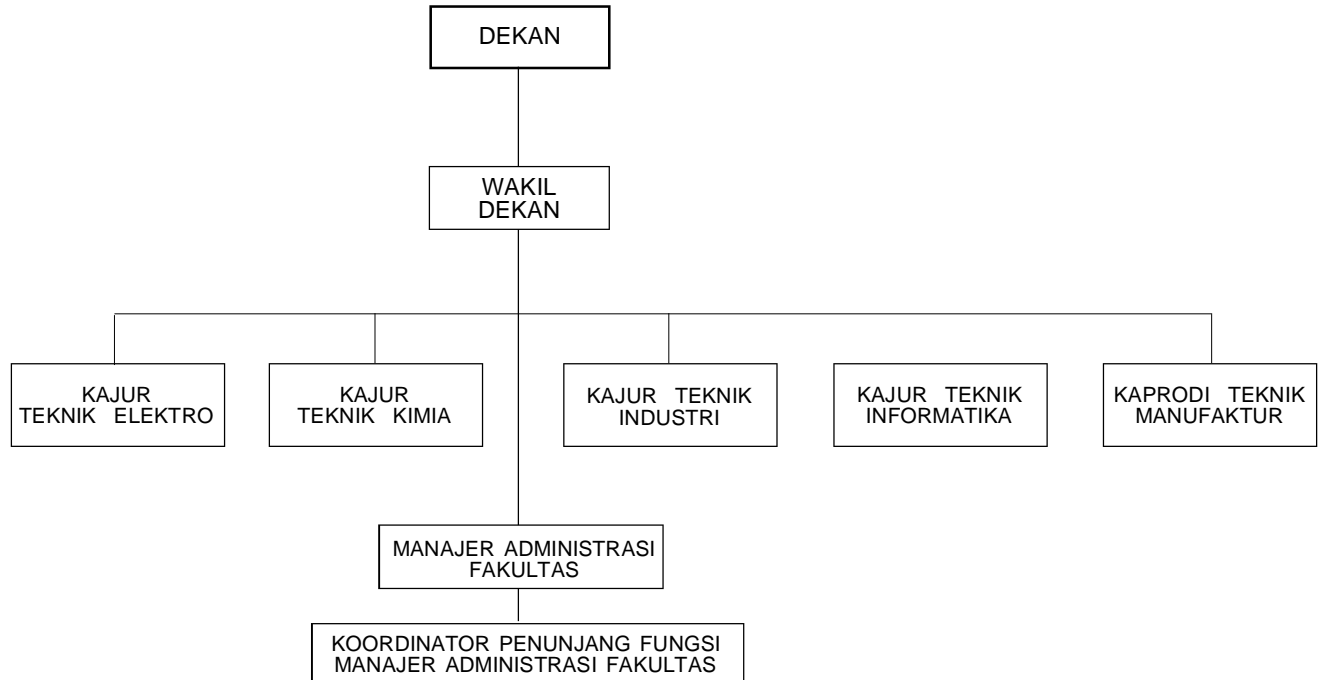 DEKAN
WAKIL
DEKAN
KAJUR
TEKNIK ELEKTRO
KAJUR
TEKNIK KIMIA
KAJUR TEKNIK
INDUSTRI
KAJUR TEKNIK
INFORMATIKA
KAPRODI TEKNIK
MANUFAKTUR
MANAJER ADMINISTRASI
FAKULTAS
KOORDINATOR PENUNJANG FUNGSI
MANAJER ADMINISTRASI FAKULTAS